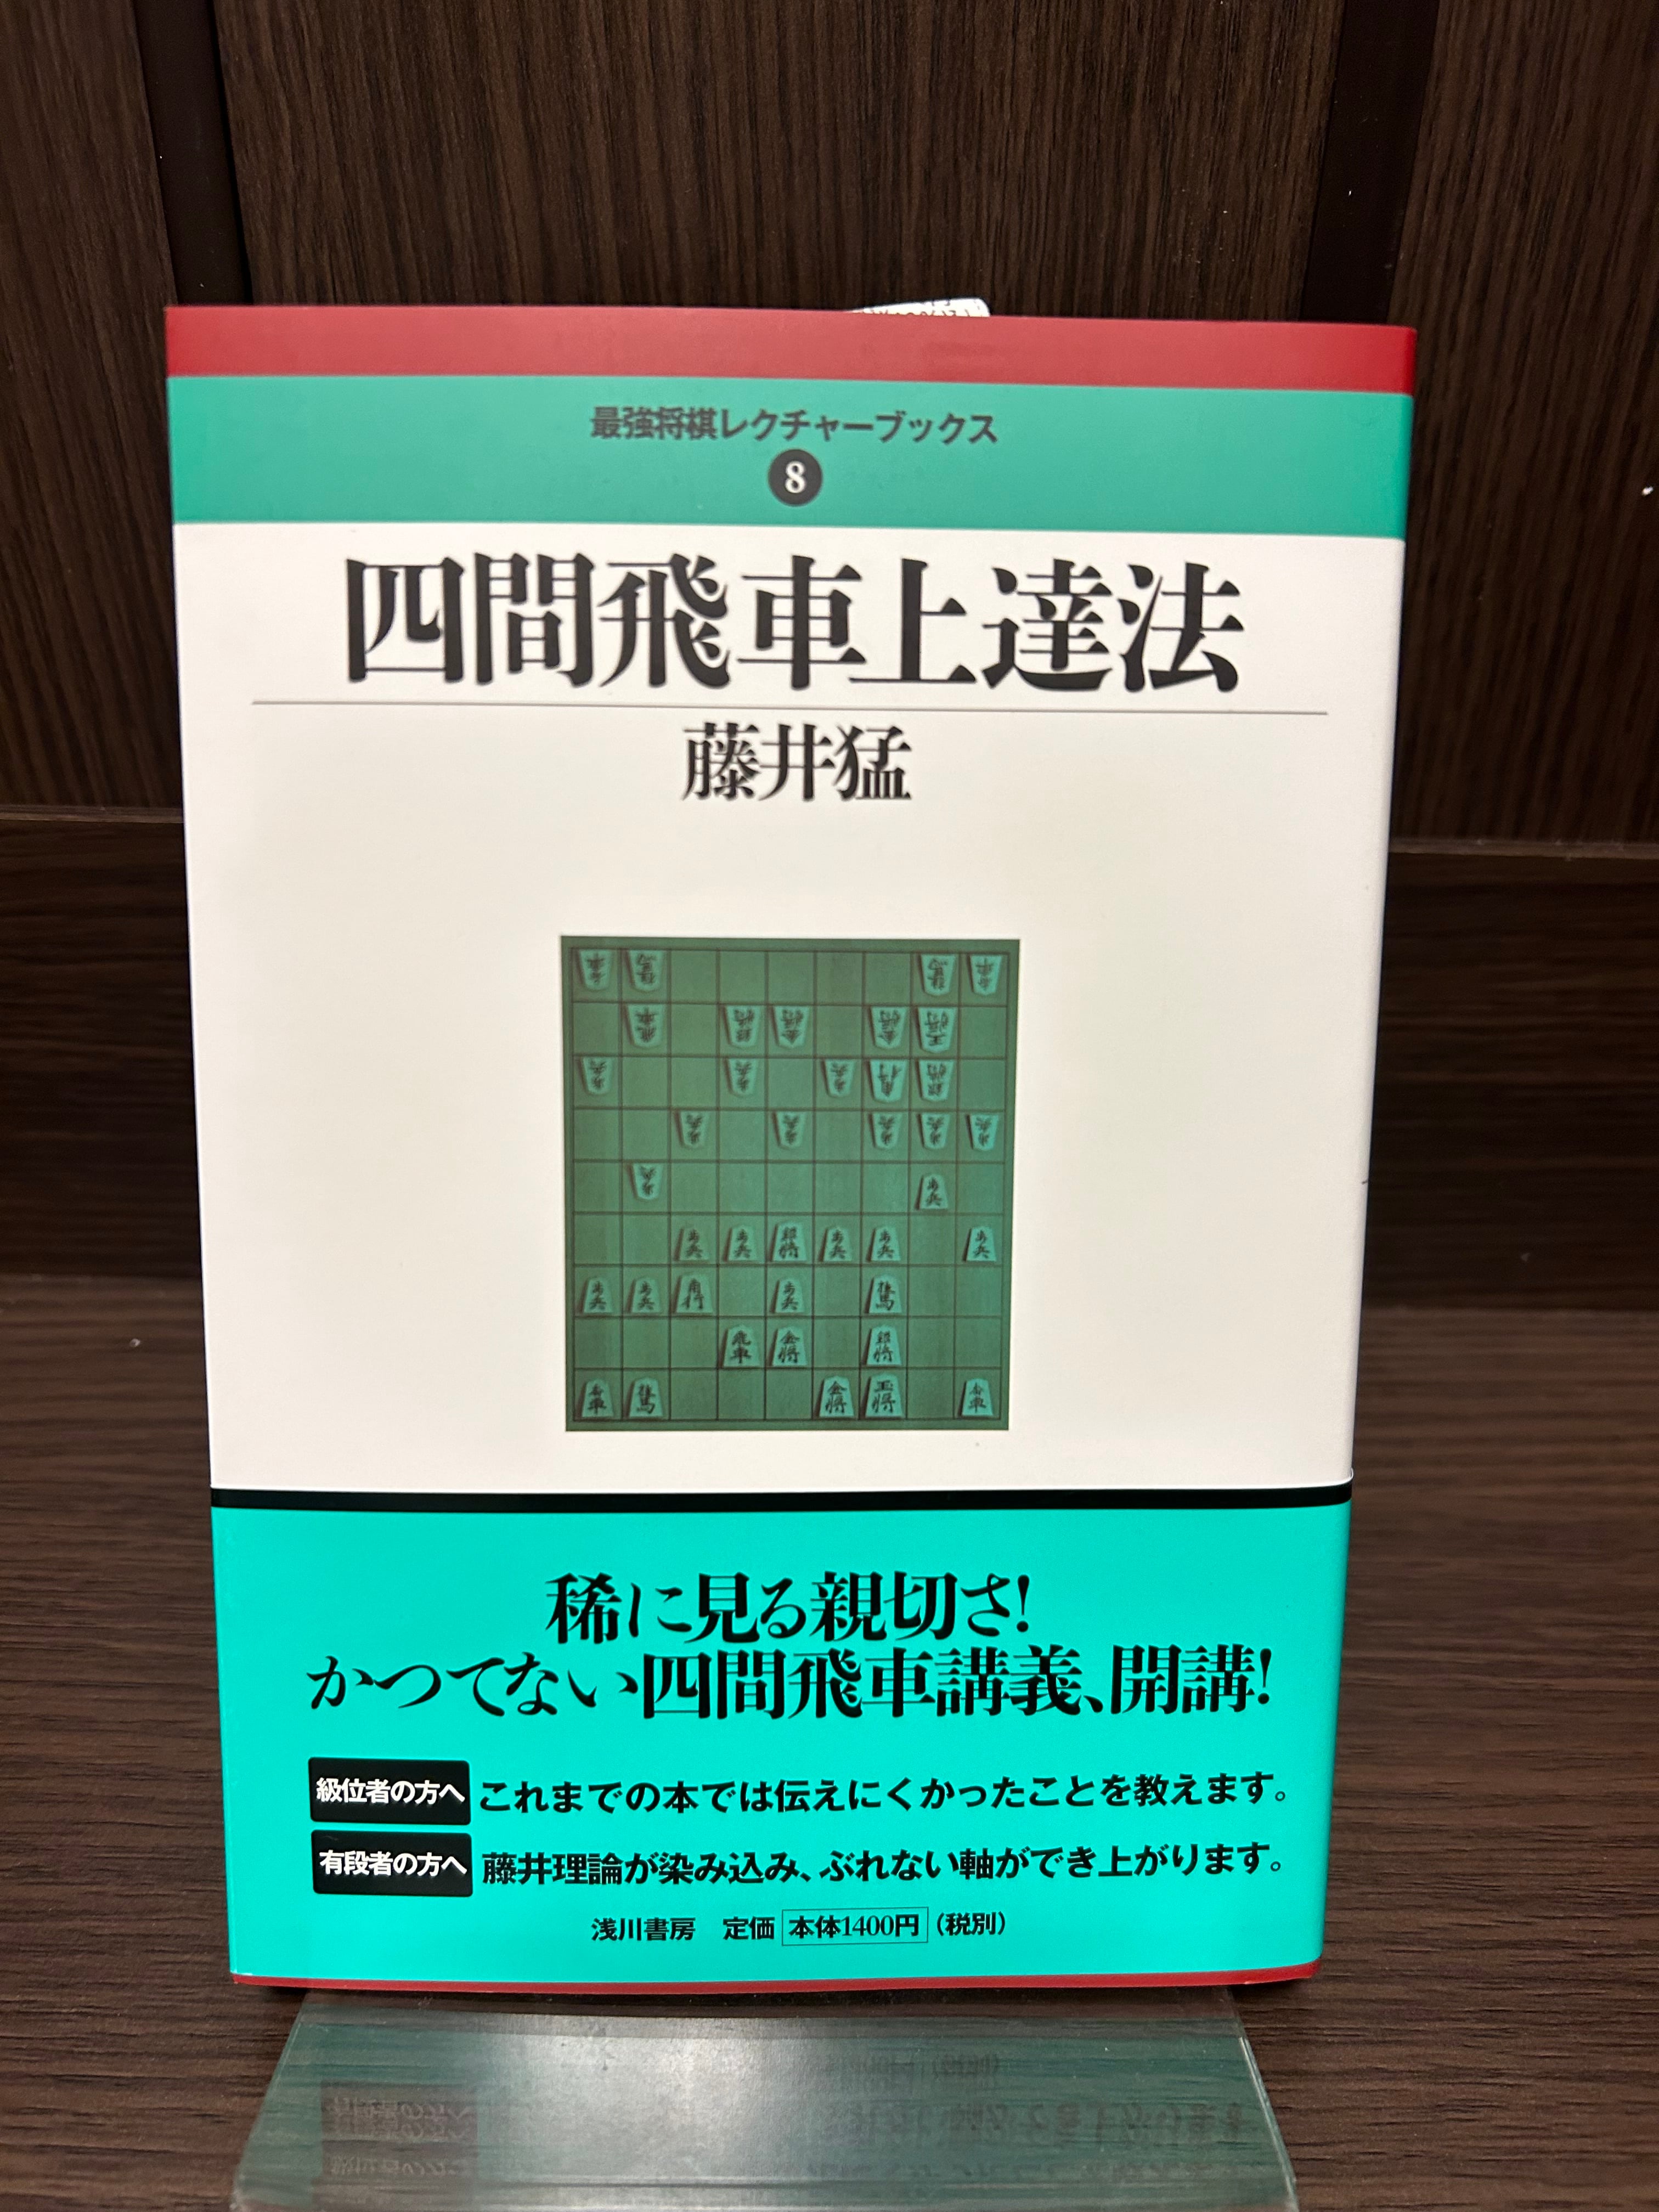 最強将棋レクチャーブックス
8
四間飛車上達法
藤井猛
稀に見る親切さ!
かつてない四間飛車講義、開講!
級位者の方へ これまでの本では伝えにくかったことを教えます。
有段者の方へ 藤井理論が染み込み、ぶれない軸ができ上がります。
浅川書房 定価 本体1400円 (税別)